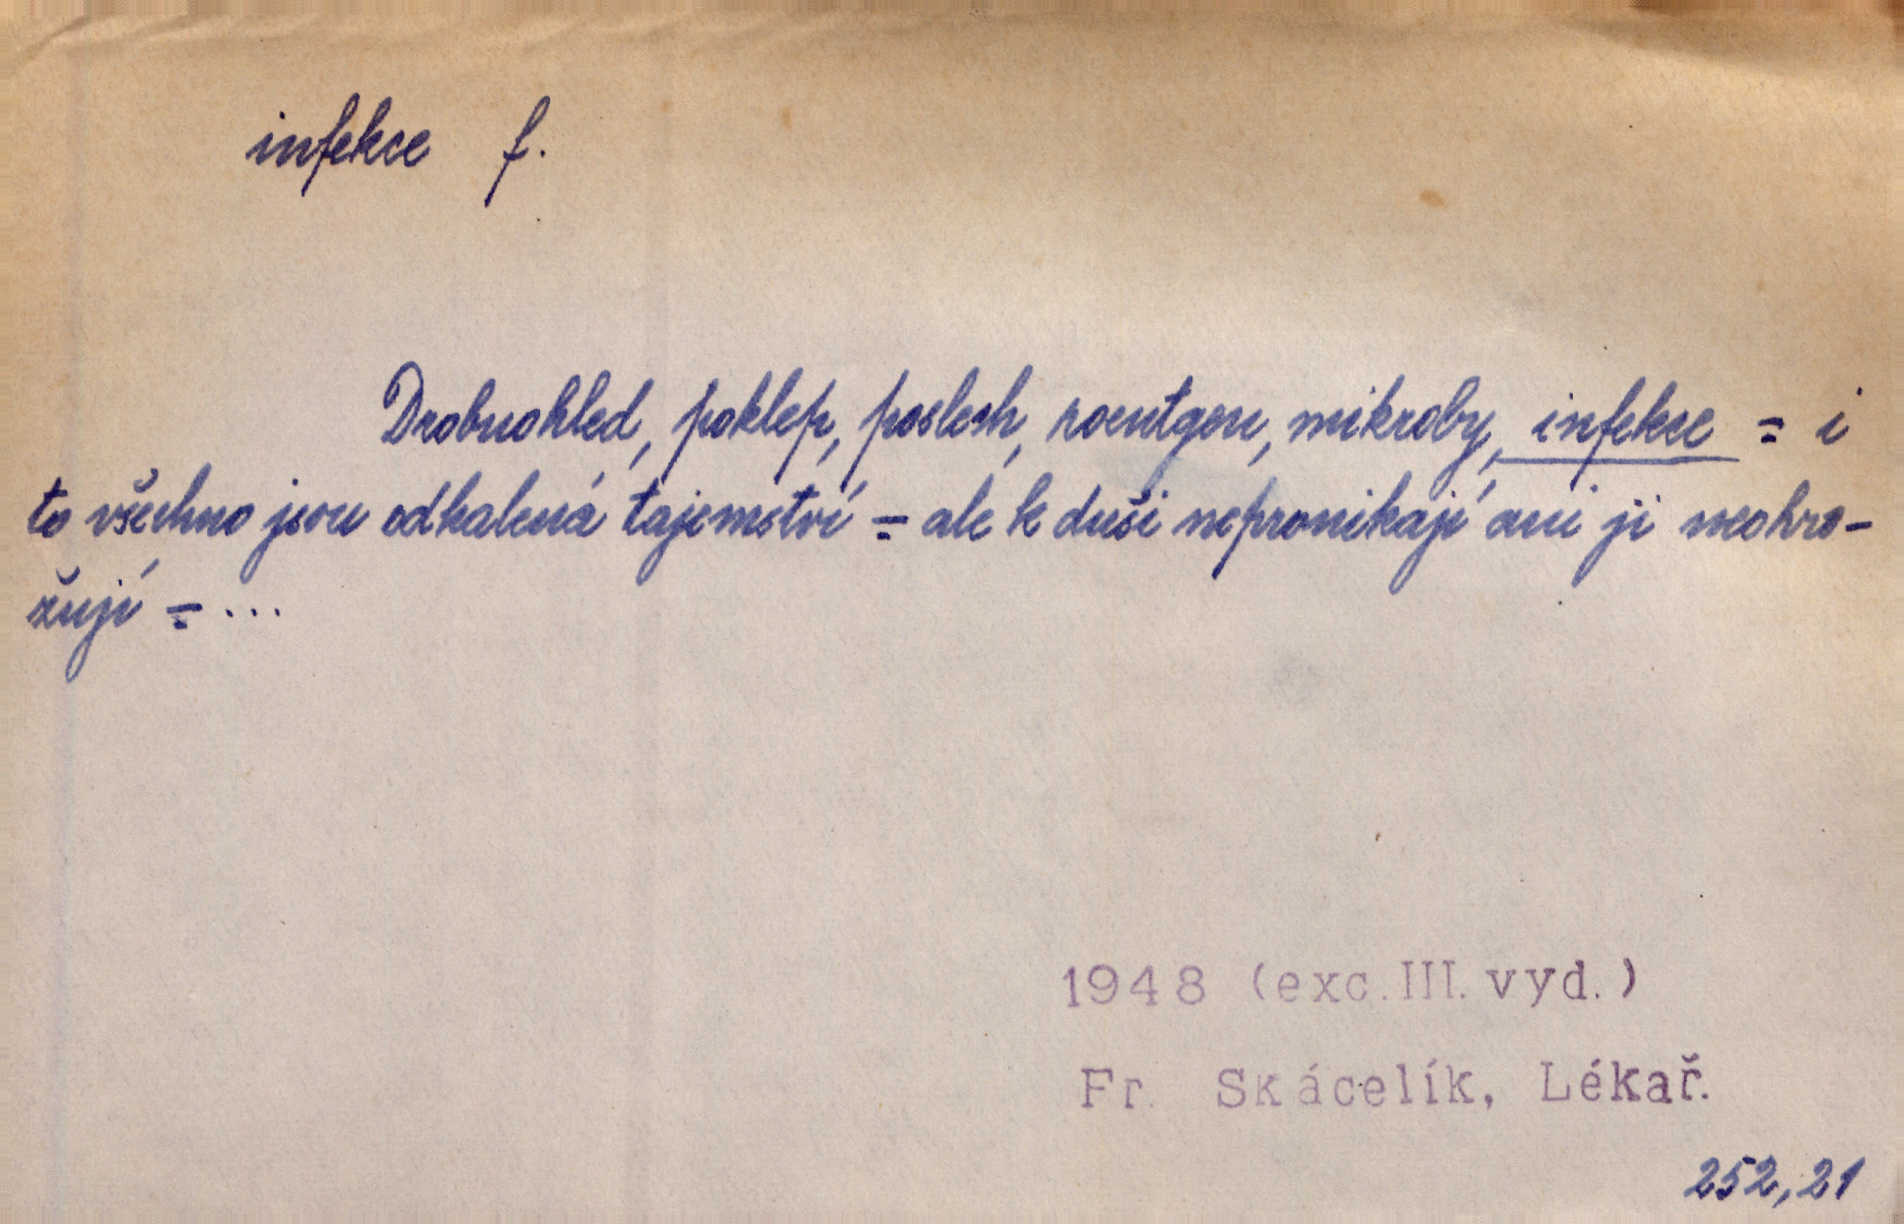 infekce f.
Drobnohled, poklep, poslech, roentgen, mikroby, infekce = i
to všechno jsou odhalená tajemství = ale k duši nepronikají ani ji neohro-
žují = ...
1948 (exc. III. vyd.)
Fr. Skácelík, Lékař.
252,21